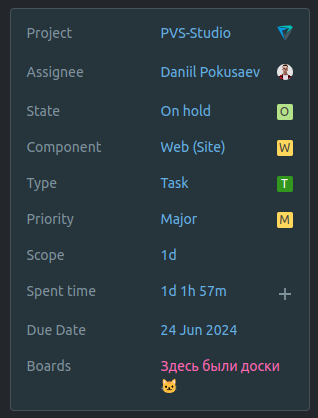 Project PVS-Studio
Assignee Daniil Pokusaev
State On hold O
Component Web (Site) W
Type Task T
Priority Major M
Scope 1d
Spent time 1d 1h 57m +
Due Date 24 Jun 2024
Boards Здесь были доски
🐱